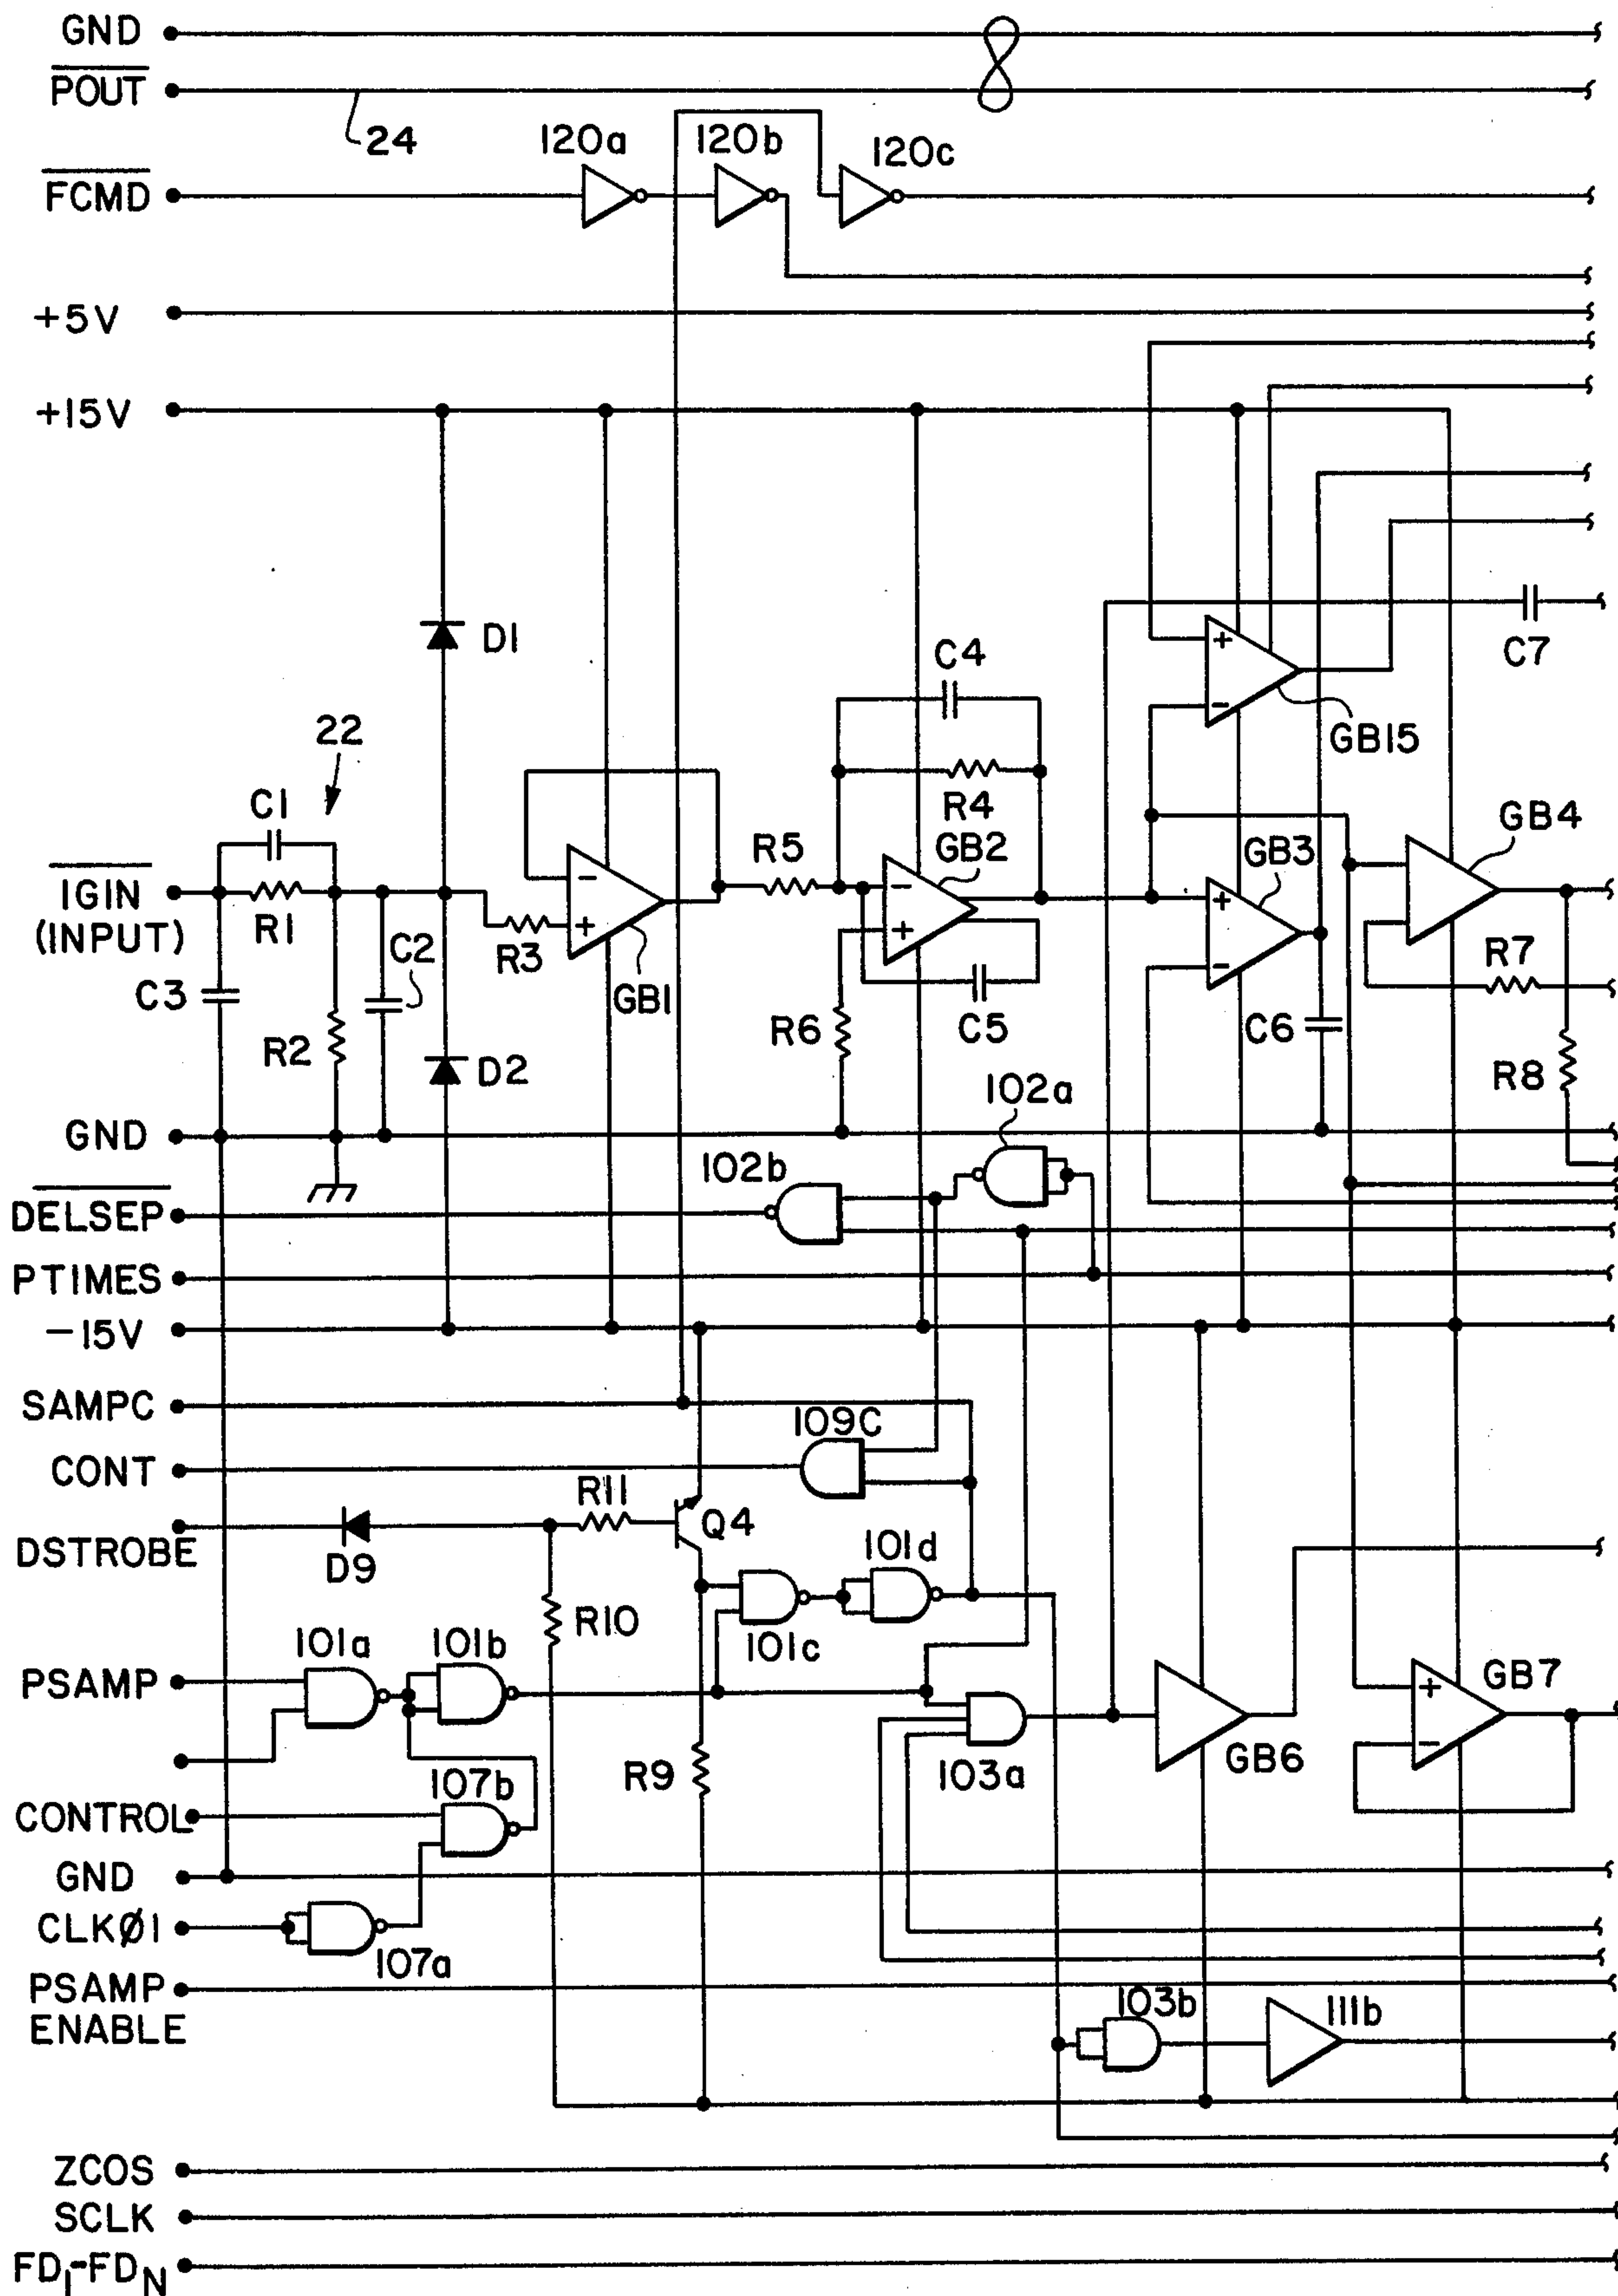 GND
POUT
24
120a
120b
120c
FCMD
+5V
+15V
D1
C4
C7
GB15
22
R4
C1
R5
GB2
GB3
GB4
IGIN
(INPUT)
R1
C2
R3
GB1
R7
C3
R2
R6
C5
C6
R8
D2
102a
GND
102b
DELSEP
PTIMES
-15V
SAMPC
109C
CONT
R11
Q4
DSTROBE
D9
101d
R10
101a
101b
101c
PSAMP
GB7
R9
GB6
107b
103a
CONTROL
GND
CLKØ1
107a
PSAMP
ENABLE
103b
111b
ZCOS
SCLK
FD1-FDN